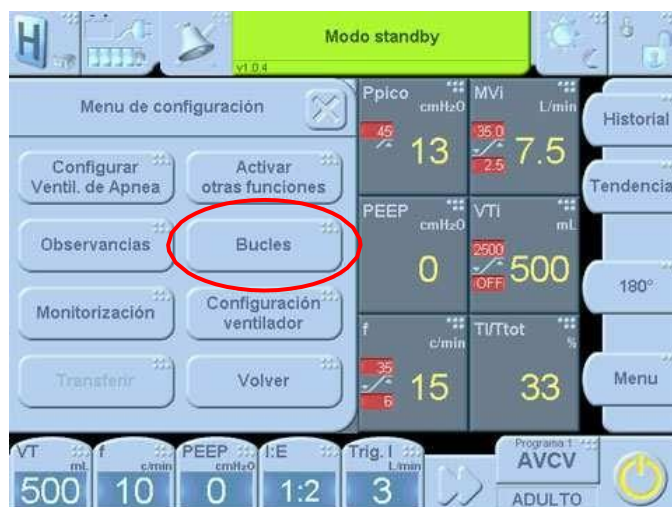 H
Modo standby
v1.0.4
Menu de configuración
Configurar
Ventil. de Apnea
Activar
otras funciones
Observancias
Bucles
Monitorización
Configuración
ventilador
Transferir
Volver
Ppico
cmH2O
45
13
MVi
L/min
35.0
2.5
7.5
PEEP
cmH2O
0
VTi
mL
2500
OFF
500
f
c/min
35
6
15
TI/Ttot
%
33
Historial
Tendencia
180°
Menu
VT
mL
500
f
c/min
10
PEEP
cmH2O
0
I:E
1:2
Trig. I
L/min
3
Programa 1
AVCV
ADULTO